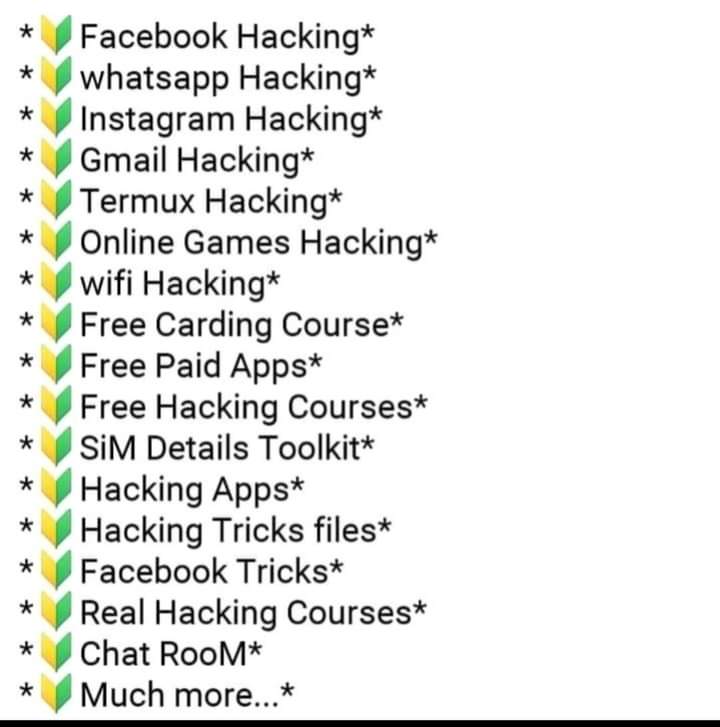 *🔰Facebook Hacking*
*🔰whatsapp Hacking*
*🔰Instagram Hacking*
*🔰Gmail Hacking*
*🔰Termux Hacking*
*🔰Online Games Hacking*
*🔰wifi Hacking*
*🔰Free Carding Course*
*🔰Free Paid Apps*
*🔰Free Hacking Courses*
*🔰SiM Details Toolkit*
*🔰Hacking Apps*
*🔰Hacking Tricks files*
*🔰Facebook Tricks*
*🔰Real Hacking Courses*
*🔰Chat RooM*
*🔰Much more...*